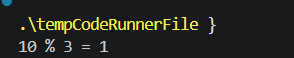 .\tempCodeRunnerFile }
10 % 3 = 1